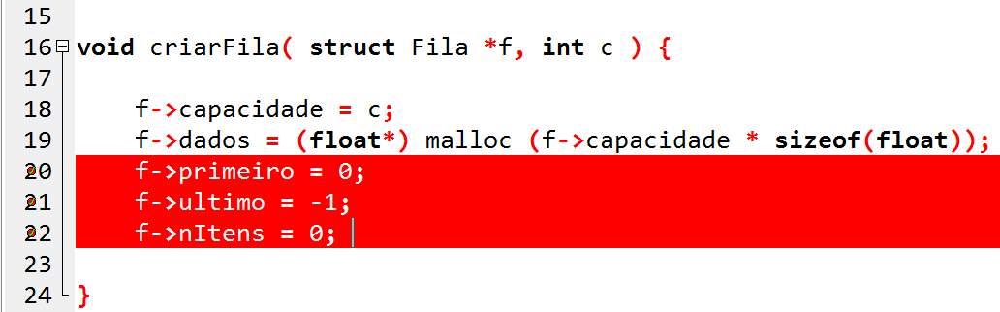 15
16 void criarFila( struct Fila *f, int c ) {
17
18 f->capacidade = c;
19 f->dados = (float*) malloc (f->capacidade * sizeof(float));
20 f->primeiro = 0;
21 f->ultimo = -1;
22 f->nItens = 0;
23
24 }